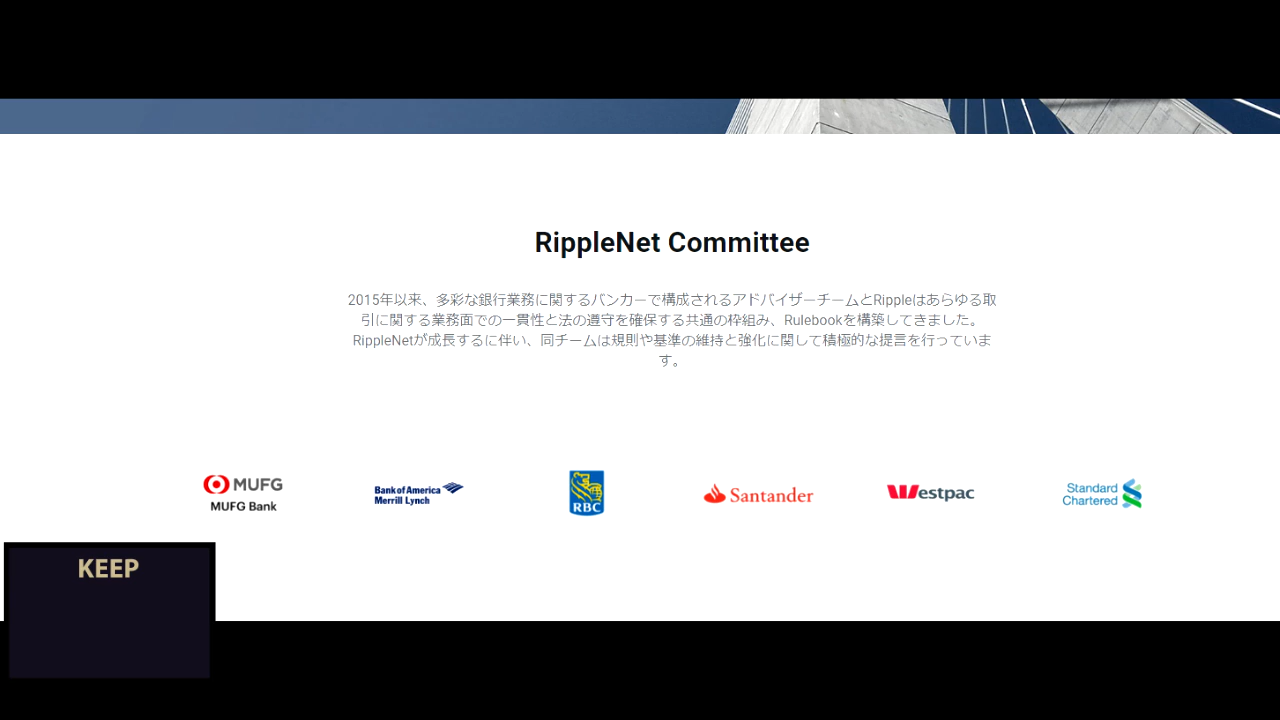 RippleNet Committee
2015年以来、多彩な銀行業務に関するバンカーで構成されるアドバイザーチームとRippleはあらゆる取
引に関する業務面での一貫性と法の遵守を確保する共通の枠組み、Rulebookを構築してきました。
RippleNetが成長するに伴い、同チームは規則や基準の維持と強化に関して積極的な提言を行っていま
す。
MUFG
MUFG Bank
Bank of America
Merrill Lynch
RBC
Santander
Westpac
Standard
Chartered
KEEP